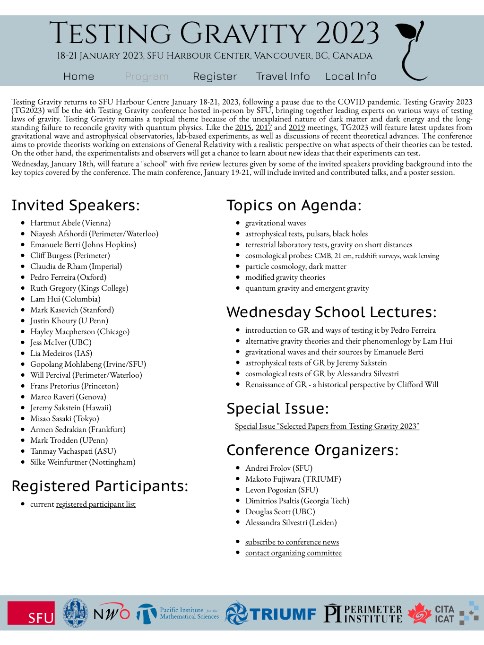 Testing Gravity 2023
18-21 January 2023, SFU Harbour Center, Vancouver, BC, Canada
Home Program Register Travel Info Local Info
Testing Gravity returns to SFU Harbour Centre January 18-21, 2023, following a pause due to the COVID pandemic. Testing Gravity 2023
(TG2023) will be the 4th Testing Gravity conference hosted in-person by SFU, bringing together leading experts on various ways of testing
laws of gravity. Testing Gravity remains a topical theme because of the unexplained nature of dark matter and dark energy and the long-
standing failure to reconcile gravity with quantum physics. Like the 2015, 2017 and 2019 meetings, TG2023 will feature latest updates from
gravitational wave and astrophysical observatories, lab-based experiments, as well as discussions of recent theoretical advances. The conference
aims to provide theorists working on extensions of General Relativity with a realistic perspective on what aspects of their theories can be tested.
On the other hand, the experimentalists and observers will get a chance to learn about new ideas that their experiments can test.
Wednesday, January 18th, will feature a "school" with five review lectures given by some of the invited speakers providing background into the
key topics covered by the conference. The main conference, January 19-21, will include invited and contributed talks, and a poster session.
Invited Speakers:
Hartmut Abele (Vienna)
Niayesh Afshordi (Perimeter/Waterloo)
Emanuele Berti (Johns Hopkins)
Cliff Burgess (Perimeter)
Claudia de Rham (Imperial)
Pedro Ferreira (Oxford)
Ruth Gregory (Kings College)
Lam Hui (Columbia)
Mark Kasevich (Stanford)
Justin Khoury (U Penn)
Hayley Macpherson (Chicago)
Jess McIver (UBC)
Lia Medeiros (IAS)
Gopolang Mohlabeng (Irvine/SFU)
Will Percival (Perimeter/Waterloo)
Frans Pretorius (Princeton)
Marco Raveri (Genova)
Jeremy Sakstein (Hawaii)
Misao Sasaki (Tokyo)
Armen Sedrakian (Frankfurt)
Mark Trodden (UPenn)
Tanmay Vachaspati (ASU)
Silke Weinfurtner (Nottingham)
Registered Participants:
current registered participant list
Topics on Agenda:
gravitational waves
astrophysical tests, pulsars, black holes
terrestrial laboratory tests, gravity on short distances
cosmological probes: CMB, 21 cm, redshift surveys, weak lensing
particle cosmology, dark matter
modified gravity theories
quantum gravity and emergent gravity
Wednesday School Lectures:
introduction to GR and ways of testing it by Pedro Ferreira
alternative gravity theories and their phenomenology by Lam Hui
gravitational waves and their sources by Emanuele Berti
astrophysical tests of GR by Jeremy Sakstein
cosmological tests of GR by Alessandra Silvestri
Renaissance of GR - a historical perspective by Clifford Will
Special Issue:
Special Issue "Selected Papers from Testing Gravity 2023"
Conference Organizers:
Andrei Frolov (SFU)
Makoto Fujiwara (TRIUMF)
Levon Pogosian (SFU)
Dimitrios Psaltis (Georgia Tech)
Douglas Scott (UBC)
Alessandra Silvestri (Leiden)
subscribe to conference news
contact organizing committee
SFU NWO Pacific Institute for the Mathematical Sciences TRIUMF PI PERIMETER INSTITUTE CITA ICAT